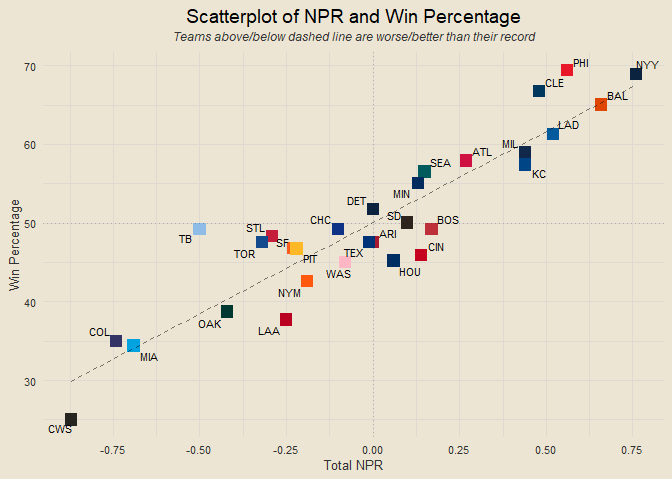 Scatterplot of NPR and Win Percentage
Teams above/below dashed line are worse/better than their record
70
PHI
NYY
CLE
BAL
LAD
60
MIL
ATL
SEA
KC
MIN
DET
50
TB
STL
CHC
SD
BOS
TOR
SF
PIT
TEX
ARI
CIN
WAS
HOU
NYM
40
OAK
LAA
COL
MIA
30
CWS
Win Percentage
-0.75
-0.50
-0.25
0.00
0.25
0.50
0.75
Total NPR